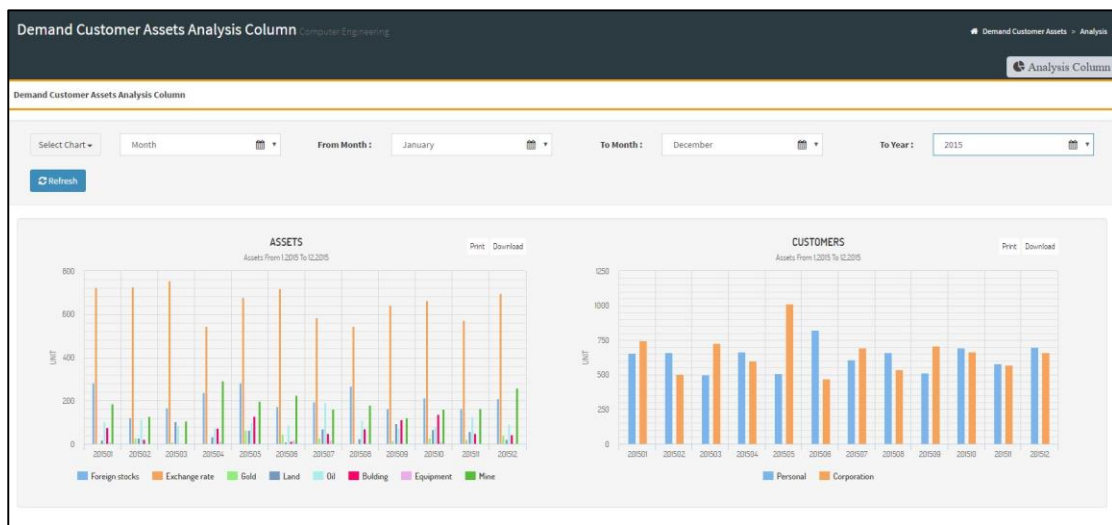 Demand Customer Assets Analysis Column Computer Engineering
Demand Customer Assets > Analysis
Analysis Column
Demand Customer Assets Analysis Column
Select Chart Month From Month : January To Month : December To Year : 2015
Refresh
ASSETS
Print Download
Assets From 1,2015 To 12,2015
800
600
400
200
0
UNIT
201501 201502 201503 201504 201505 201506 201507 201508 201509 201510 201511 201512
Foreign stocks Exchange rate Gold Land Oil Bulding Equipment Mine
CUSTOMERS
Print Download
Assets From 1,2015 To 12,2015
1250
1000
750
500
250
0
UNIT
201501 201502 201503 201504 201505 201506 201507 201508 201509 201510 201511 201512
Personal Corporation